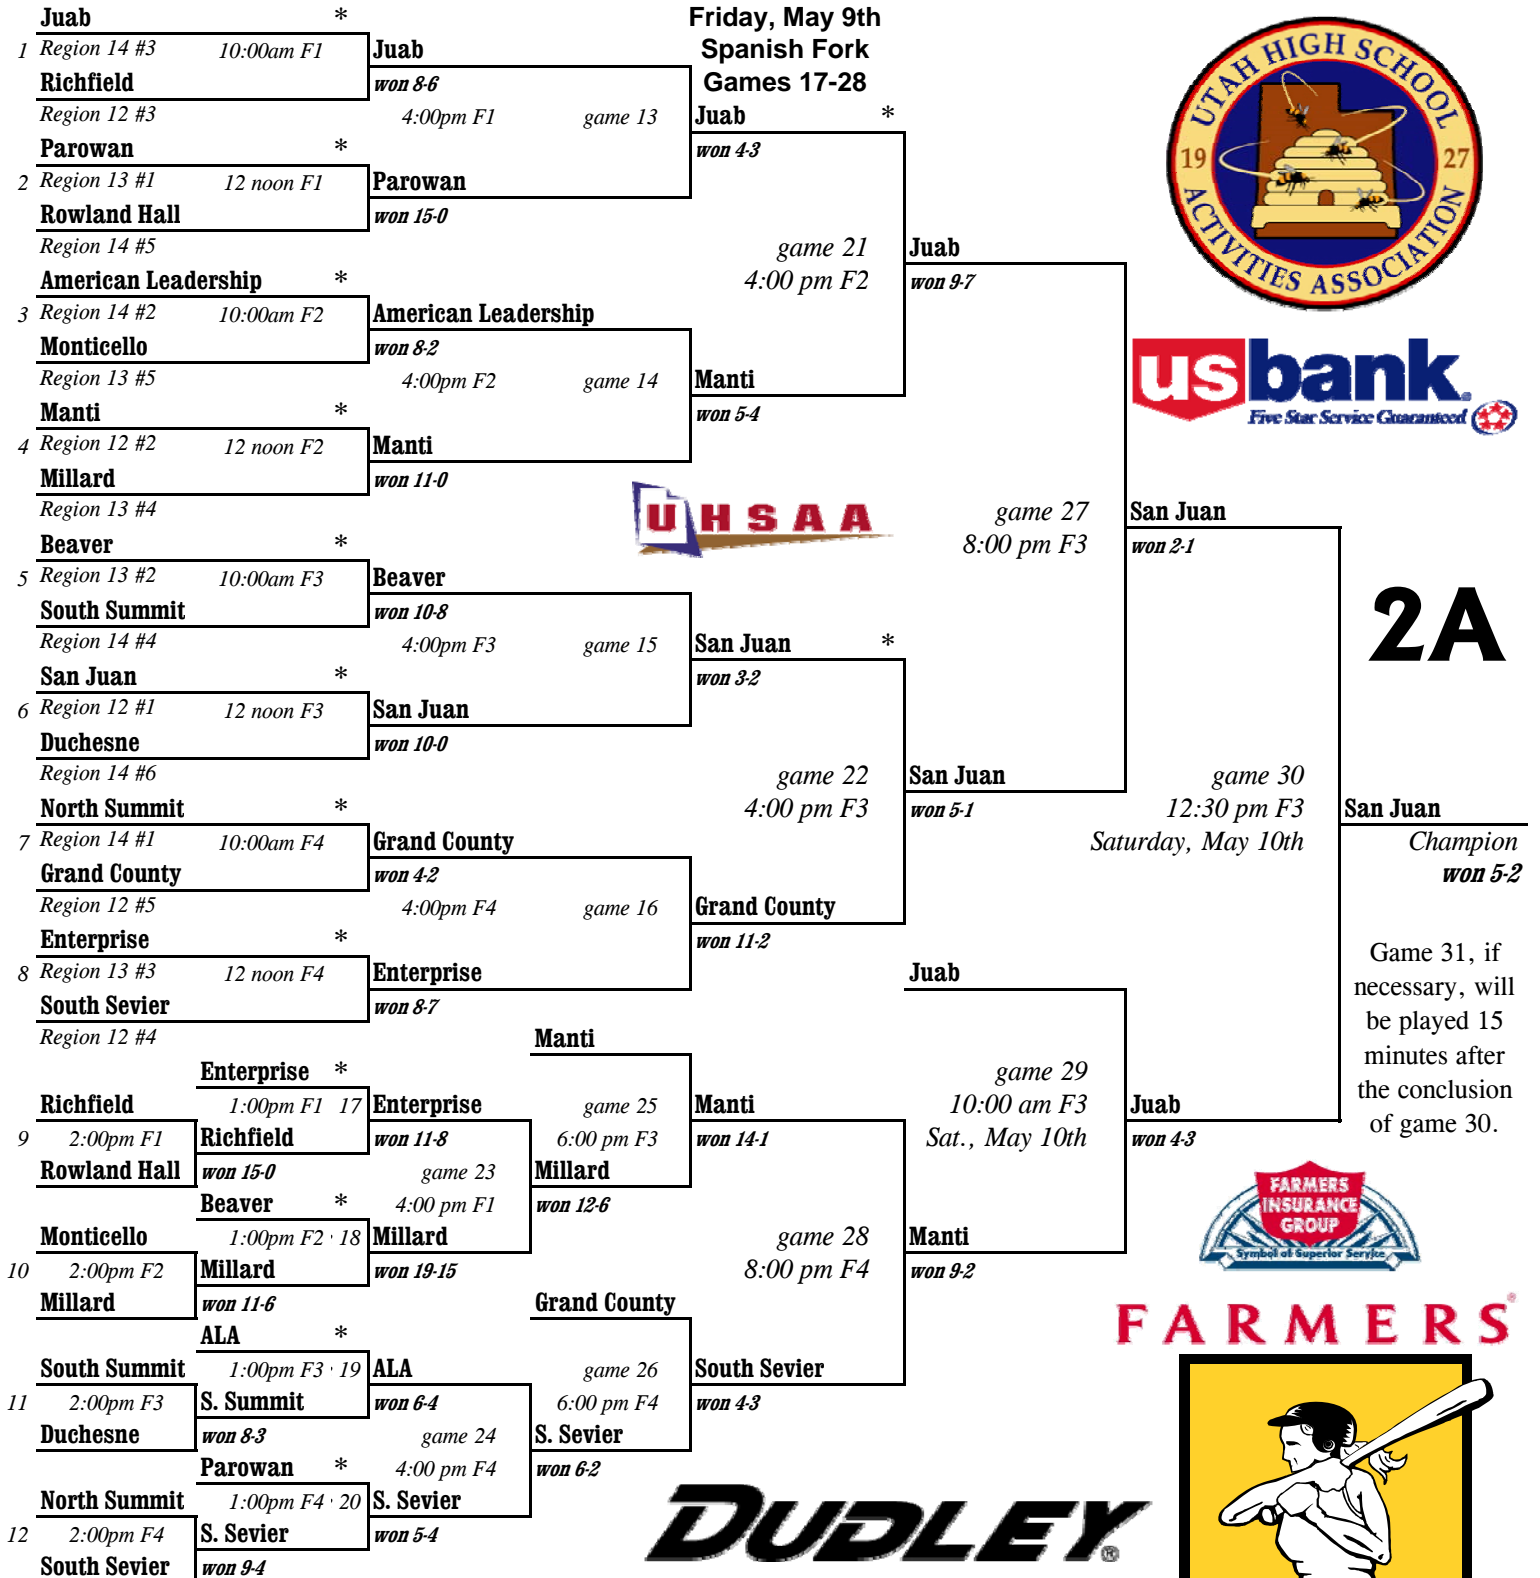 Juab *
1 Region 14 #3 10:00am F1
Richfield
Region 12 #3
Juab
won 8-6
4:00pm F1 game 13
Parowan *
2 Region 13 #1 12 noon F1
Rowland Hall
Region 14 #5
Parowan
won 15-0
American Leadership *
3 Region 14 #2 10:00am F2
Monticello
Region 13 #5
American Leadership
won 8-2
4:00pm F2 game 14
Manti *
4 Region 12 #2 12 noon F2
Millard
Region 13 #4
Manti
won 11-0
Beaver *
5 Region 13 #2 10:00am F3
South Summit
Region 14 #4
Beaver
won 10-8
4:00pm F3 game 15
San Juan *
6 Region 12 #1 12 noon F3
Duchesne
Region 14 #6
San Juan
won 10-0
North Summit *
7 Region 14 #1 10:00am F4
Grand County
Region 12 #5
Grand County
won 4-2
4:00pm F4 game 16
Enterprise *
8 Region 13 #3 12 noon F4
South Sevier
Region 12 #4
Enterprise
won 8-7
Friday, May 9th
Spanish Fork
Games 17-28
Juab *
won 4-3
game 21
4:00 pm F2
Manti
won 5-4
Juab
won 9-7
UHSAA
San Juan *
won 3-2
game 22
4:00 pm F3
Grand County
won 11-2
San Juan
won 5-1
game 27
8:00 pm F3
San Juan
won 2-1
game 30
12:30 pm F3
Saturday, May 10th
San Juan
Champion
won 5-2
UTAH HIGH SCHOOL
19 27
ACTIVITIES ASSOCIATION
usbank®
Five Star Service Guaranteed
2A
Game 31, if
necessary, will
be played 15
minutes after
the conclusion
of game 30.
Richfield
9 2:00pm F1
Rowland Hall
Enterprise *
1:00pm F1 17
Richfield
won 15-0
Enterprise
won 11-8
game 23
4:00 pm F1
Monticello
10 2:00pm F2
Millard
Beaver *
1:00pm F2 18
Millard
won 11-6
Millard
won 19-15
South Summit
11 2:00pm F3
Duchesne
ALA *
1:00pm F3 19
S. Summit
won 8-3
ALA
won 6-4
game 24
4:00 pm F4
North Summit
12 2:00pm F4
South Sevier
Parowan *
1:00pm F4 20
S. Sevier
won 9-4
S. Sevier
won 5-4
Manti
game 25
6:00 pm F3
Millard
won 12-6
Manti
won 14-1
Grand County
game 26
6:00 pm F4
S. Sevier
won 6-2
South Sevier
won 4-3
game 28
8:00 pm F4
Juab
game 29
10:00 am F3
Sat., May 10th
Manti
won 9-2
Juab
won 4-3
FARMERS
INSURANCE
GROUP
Symbol of Superior Service
FARMERS®
DUDLEY®